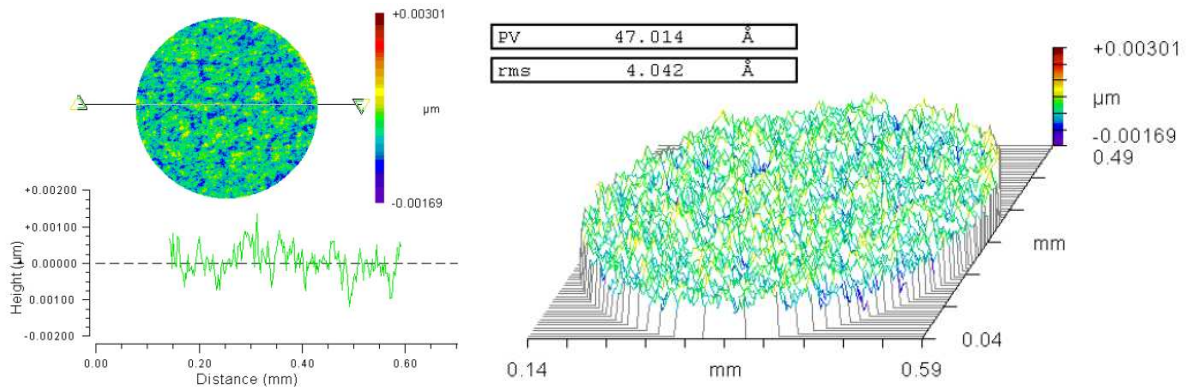 +0.00301
µm
-0.00169
+0.00200
+0.00100
0.00000
0.00100
-0.00200
Height (µm)
0.00 0.20 0.40 0.60
Distance (mm)
PV 47.014 Å
rms 4.042 Å
+0.00301
µm
-0.00169
0.49
mm
0.04
0.14 mm 0.59